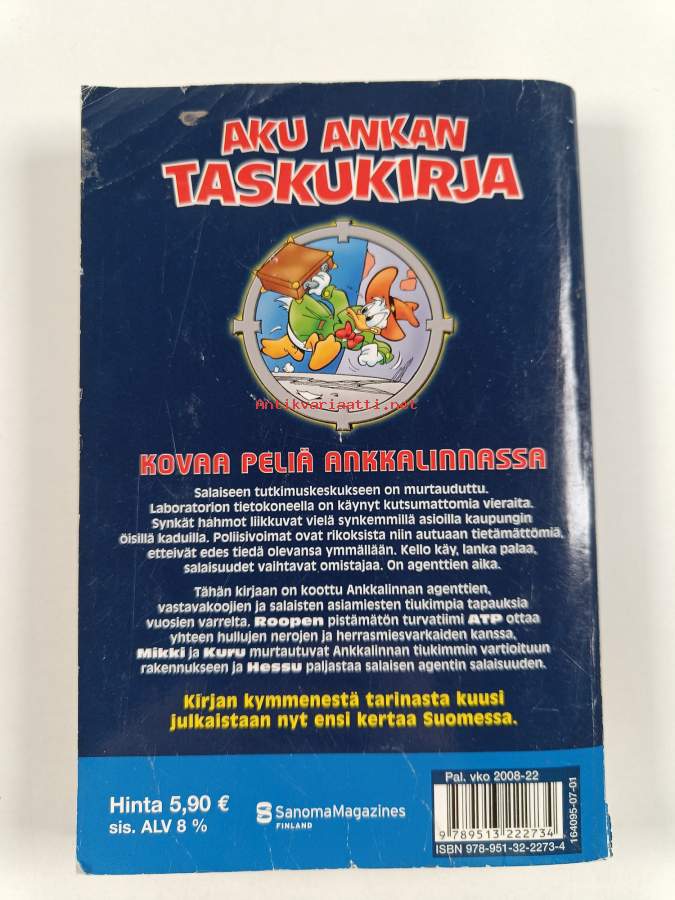 AKU ANKAN
TASKUKIRJA
Antikvariaatti.net
KOVAA PELIÄ ANKKALINNASSA
Salaiseen tutkimuskeskukseen on murtauduttu.
Laboratorion tietokoneella on käynyt kutsumattomia vieraita.
Synkät hahmot liikkuvat vielä synkemmillä asioilla kaupungin
öisillä kaduilla. Poliisivoimat ovat rikoksista niin autuaan tietämättömiä,
etteivät edes tiedä olevansa ymmällään. Kello käy, lanka palaa,
salaisuudet vaihtavat omistajaa. On agenttien aika.
Tähän kirjaan on koottu Ankkalinnan agenttien,
vastavakoojien ja salaisten asiamiesten tiukimpia tapauksia
vuosien varrelta. Roopen pistämätön turvatiimi ATP ottaa
yhteen hullujen nerojen ja herrasmiesvarkaiden kanssa,
Mikki ja Kuru murtautuvat Ankkalinnan tiukimmin vartioituun
rakennukseen ja Hessu paljastaa salaisen agentin salaisuuden.
Kirjan kymmenestä tarinasta kuusi
julkaistaan nyt ensi kertaa Suomessa.
Hinta 5,90 €
sis. ALV 8 %
SanomaMagazines
FINLAND
Pal. vko 2008-22
9 789513 222734
ISBN 978-951-32-2273-4
164095-07-01